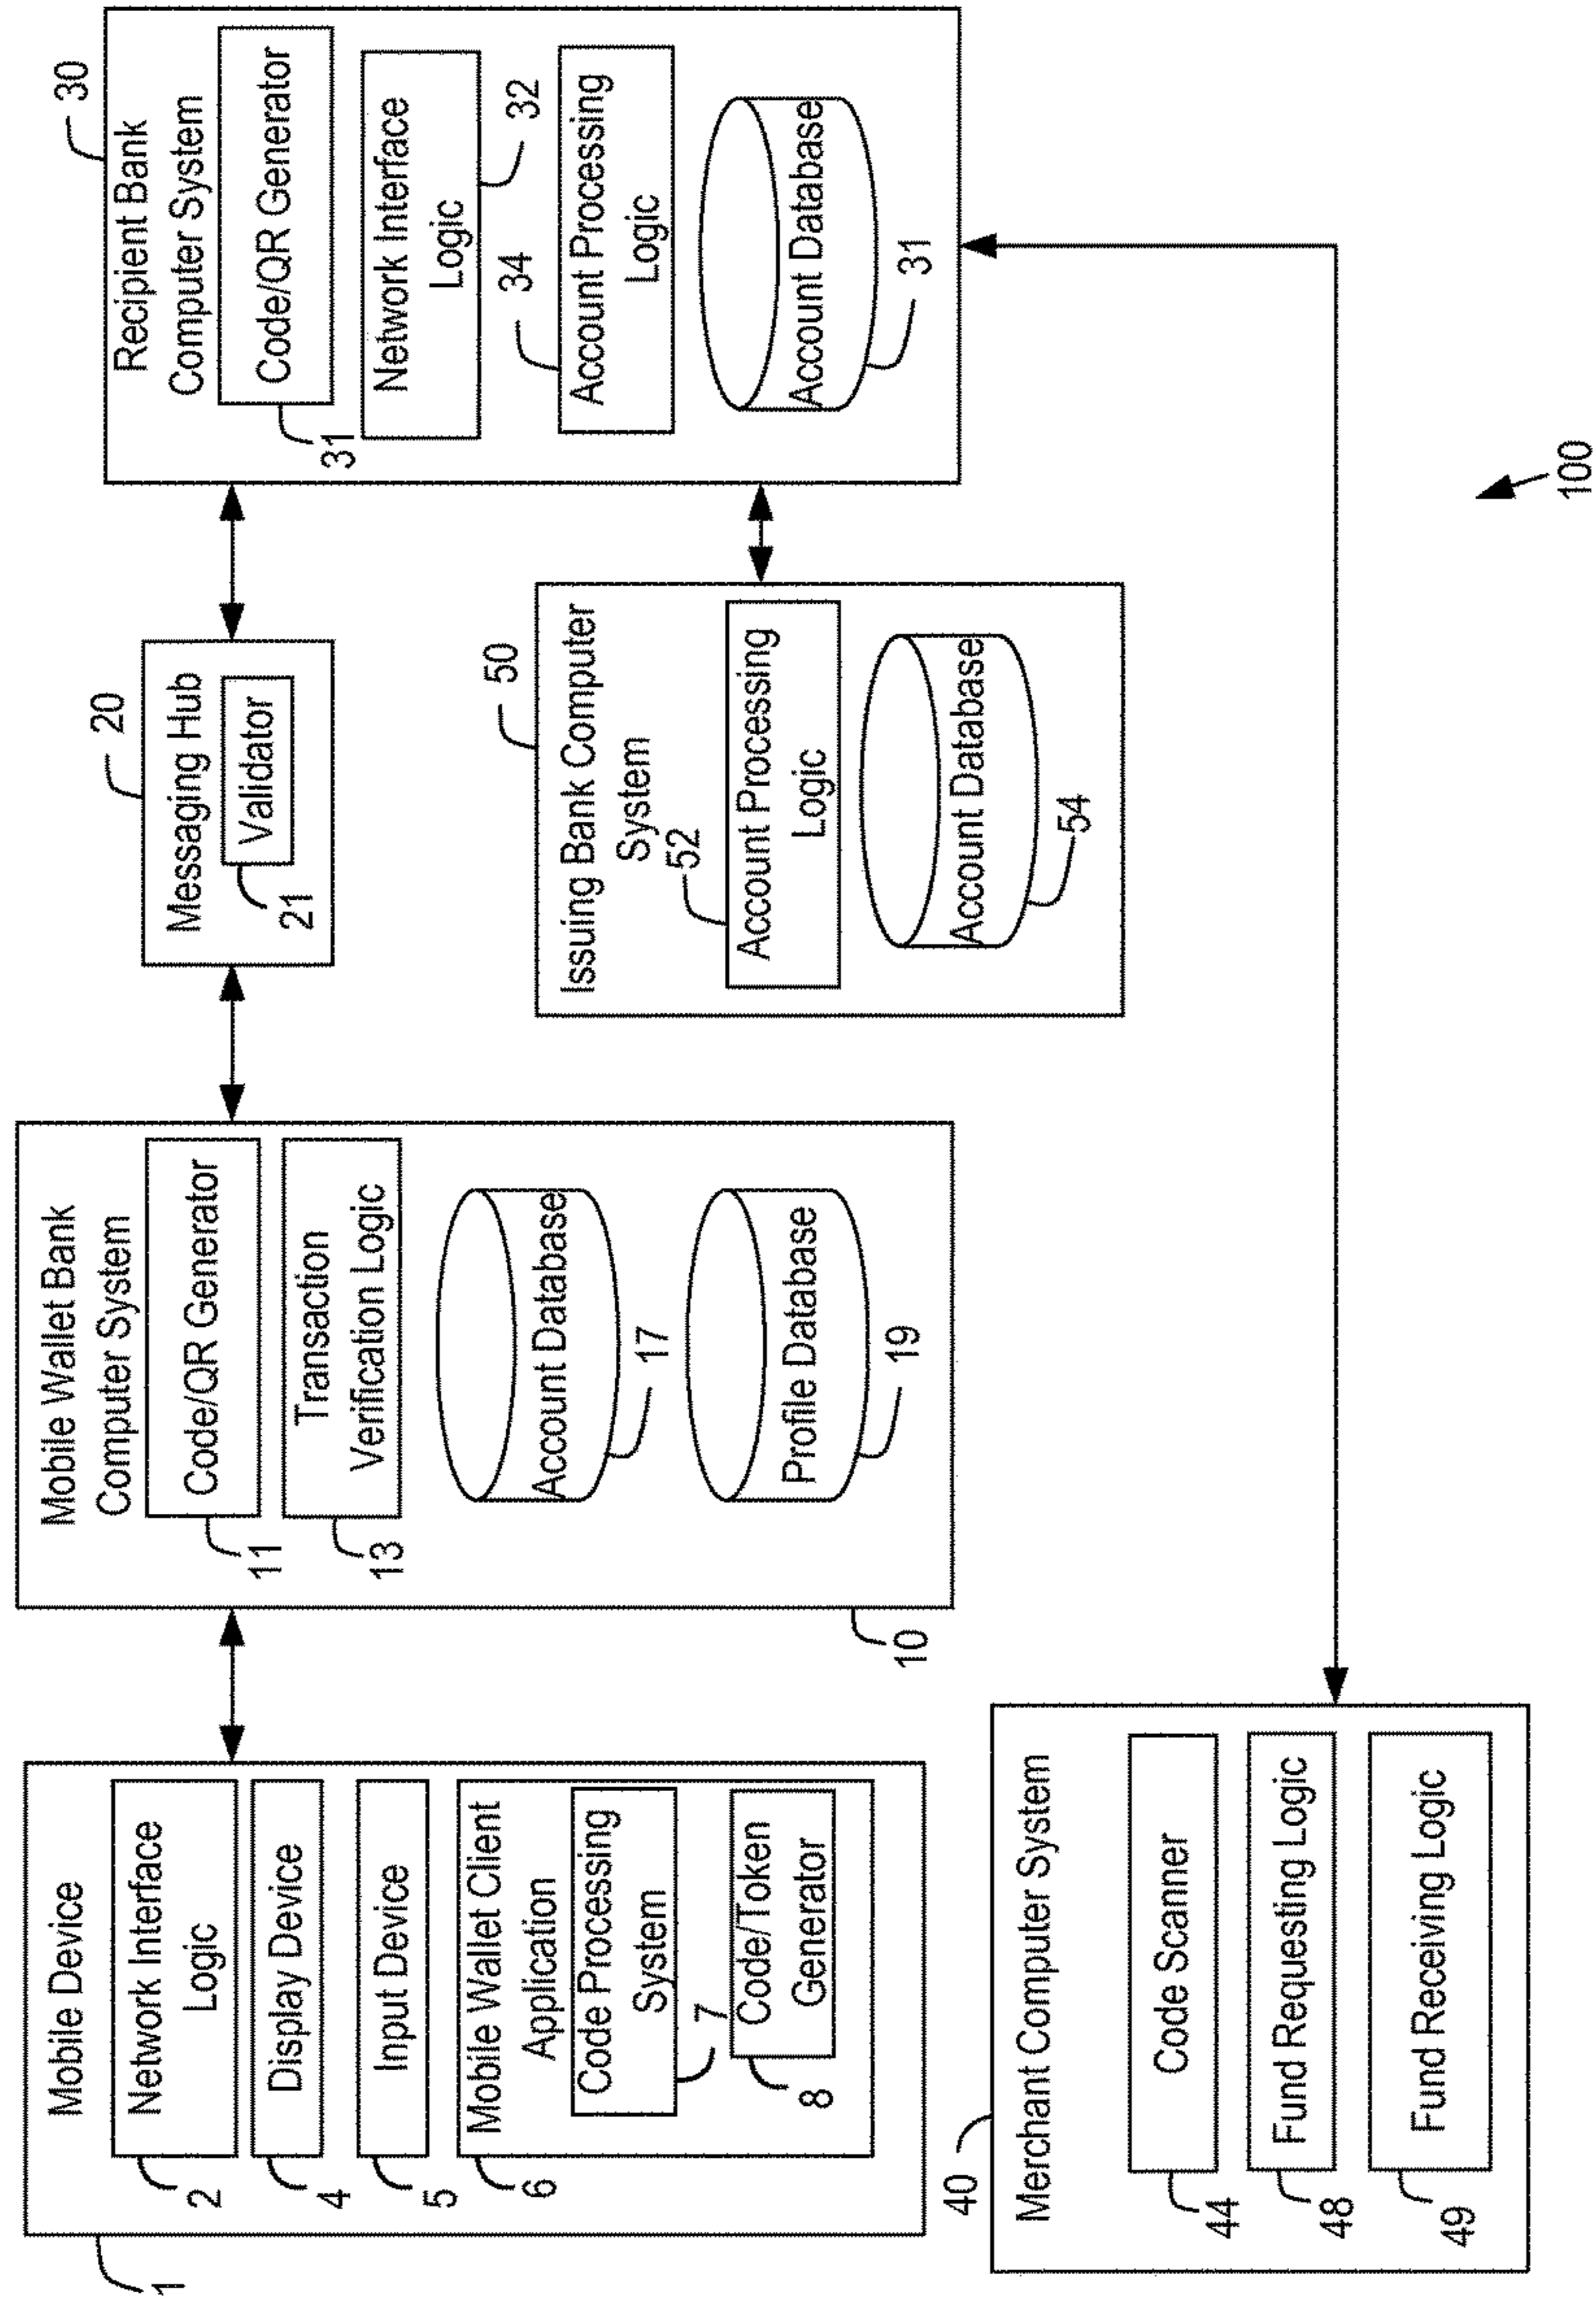 Mobile Device
1
Network Interface
Logic
2
Display Device
4
Input Device
5
Mobile Wallet Client
Application
6
Code Processing
System
7
Code/Token
Generator
8
Mobile Wallet Bank
Computer System
10
Code/QR Generator
11
Transaction
Verification Logic
13
Account Database
17
Profile Database
19
Messaging Hub
20
Validator
21
Recipient Bank
Computer System
30
Code/QR Generator
31
Network Interface
Logic
32
34
Account Processing
Logic
Account Database
31
Issuing Bank Computer
System
50
52
Account Processing
Logic
Account Database
54
Merchant Computer System
40
Code Scanner
44
Fund Requesting Logic
48
Fund Receiving Logic
49
100